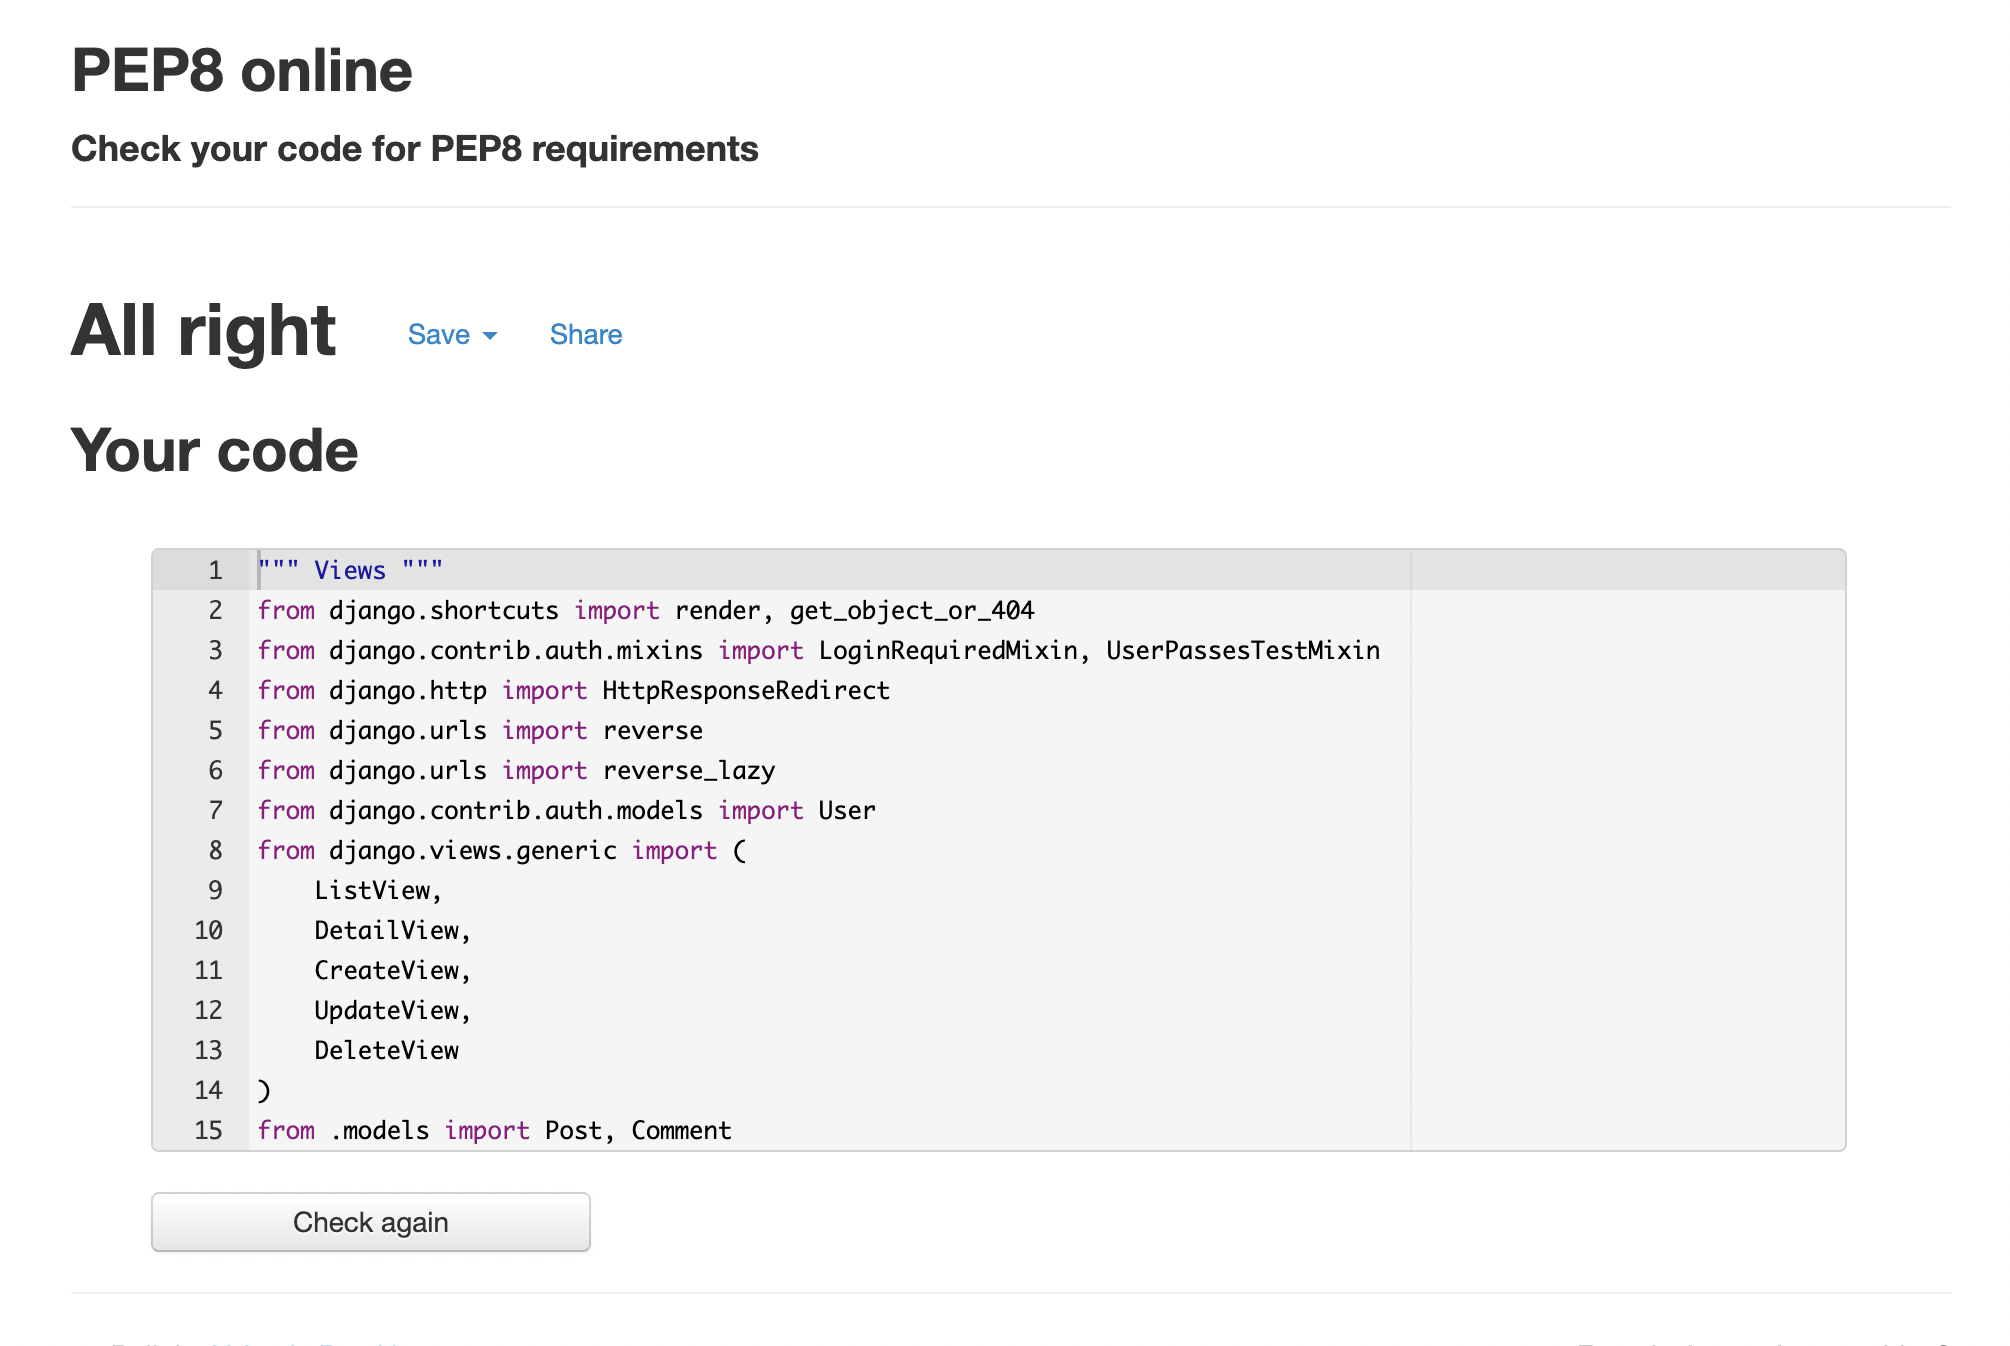 PEP8 online
Check your code for PEP8 requirements
All right Save Share
Your code
1 """ Views """
2 from django.shortcuts import render, get_object_or_404
3 from django.contrib.auth.mixins import LoginRequiredMixin, UserPassesTestMixin
4 from django.http import HttpResponseRedirect
5 from django.urls import reverse
6 from django.urls import reverse_lazy
7 from django.contrib.auth.models import User
8 from django.views.generic import (
9     ListView,
10     DetailView,
11     CreateView,
12     UpdateView,
13     DeleteView
14 )
15 from .models import Post, Comment
Check again